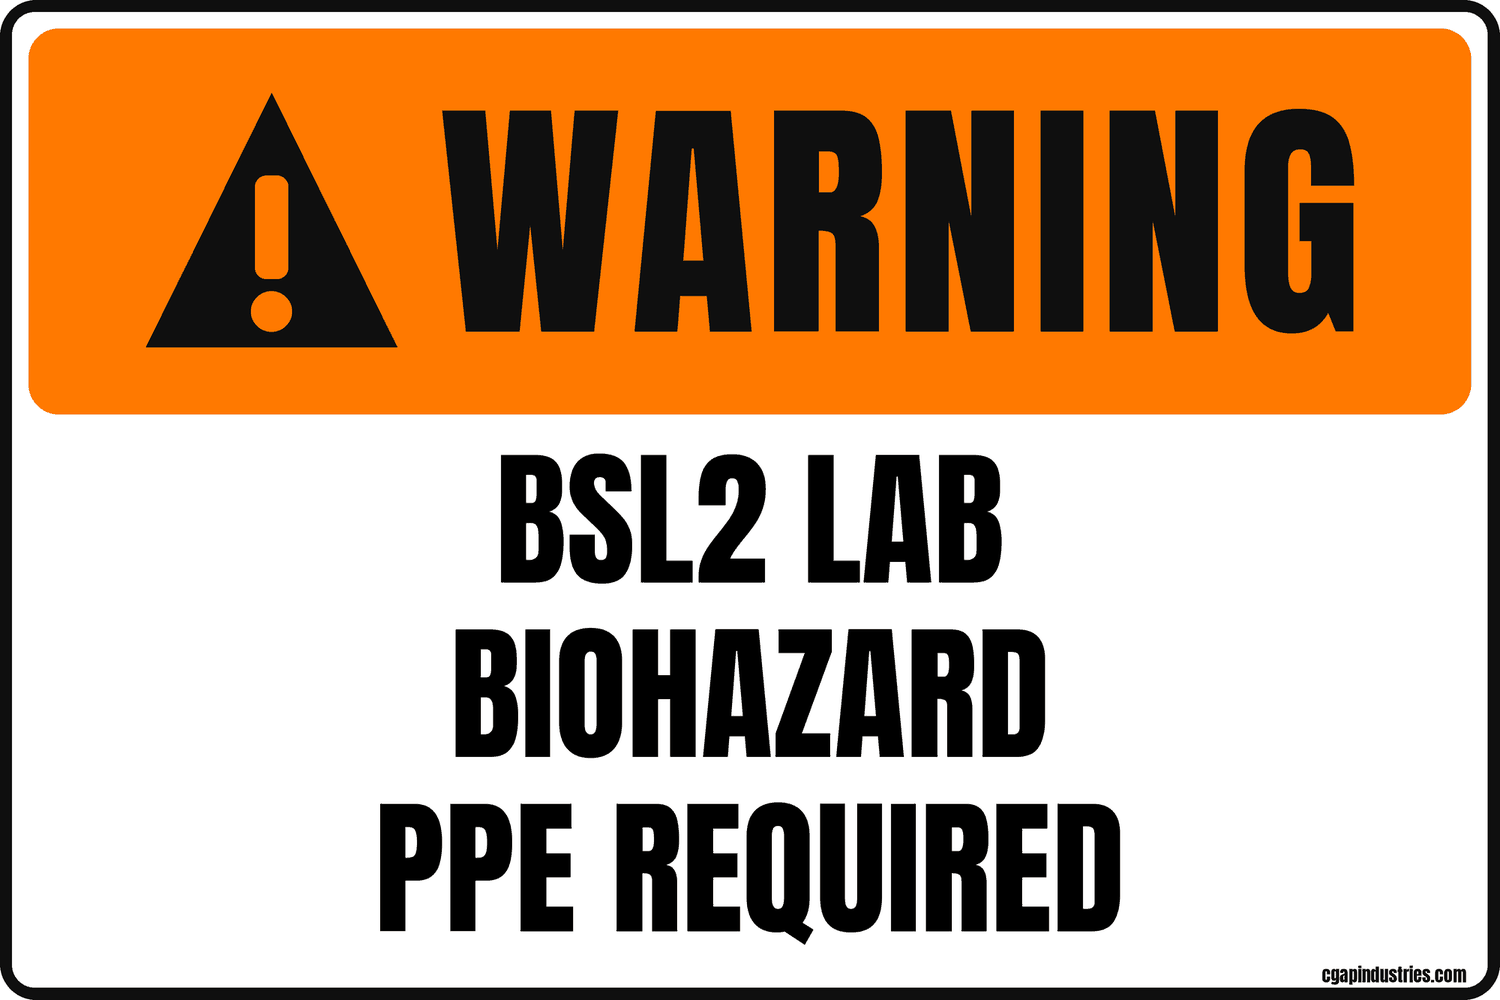 WARNING
BSL2 LAB
BIOHAZARD
PPE REQUIRED
cgapindustries.com